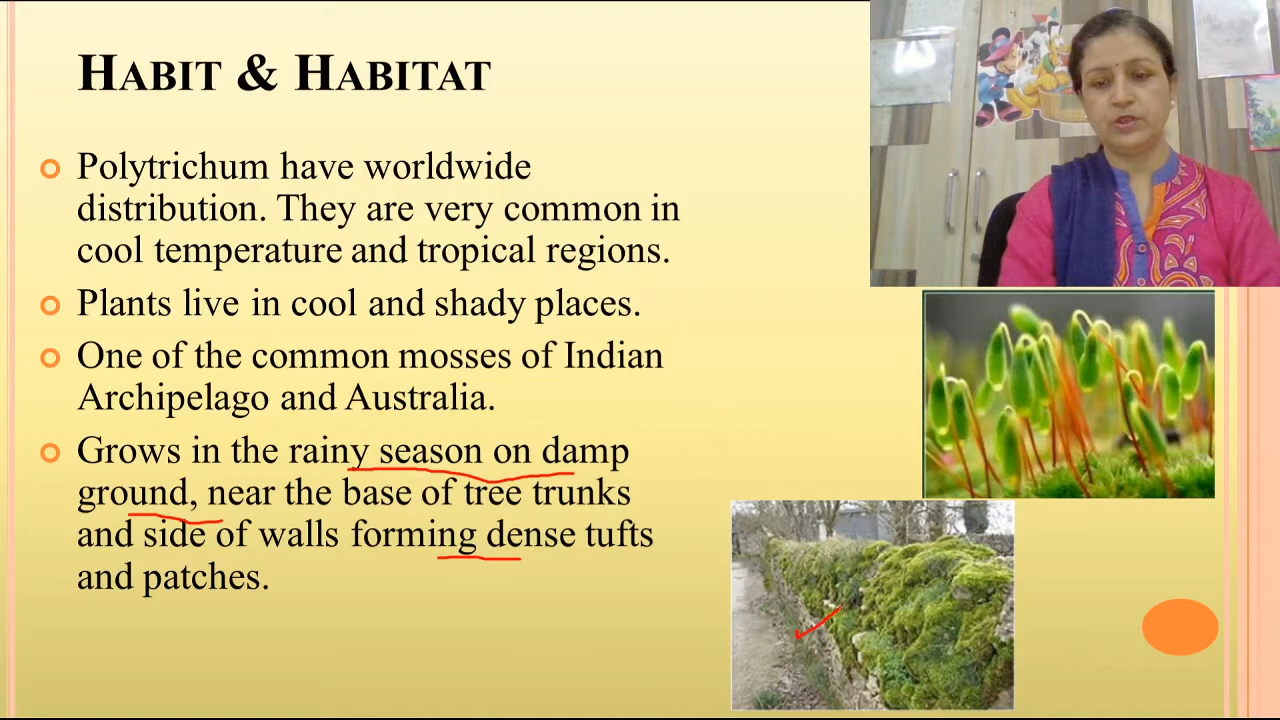 HABIT & HABITAT
Polytrichum have worldwide
distribution. They are very common in
cool temperature and tropical regions.
Plants live in cool and shady places.
One of the common mosses of Indian
Archipelago and Australia.
Grows in the rainy season on damp
ground, near the base of tree trunks
and side of walls forming dense tufts
and patches.